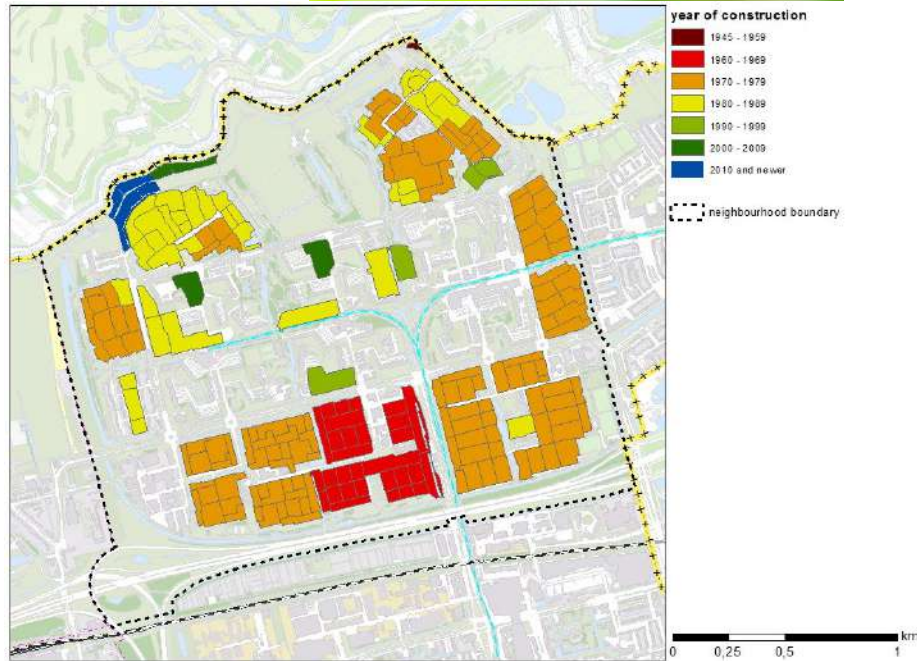 year of construction
1945 - 1959
1960 - 1969
1970 - 1979
1980 - 1989
1990 - 1999
2000 - 2009
2010 and newer
neighbourhood boundary
km
0 0,25 0,5 1